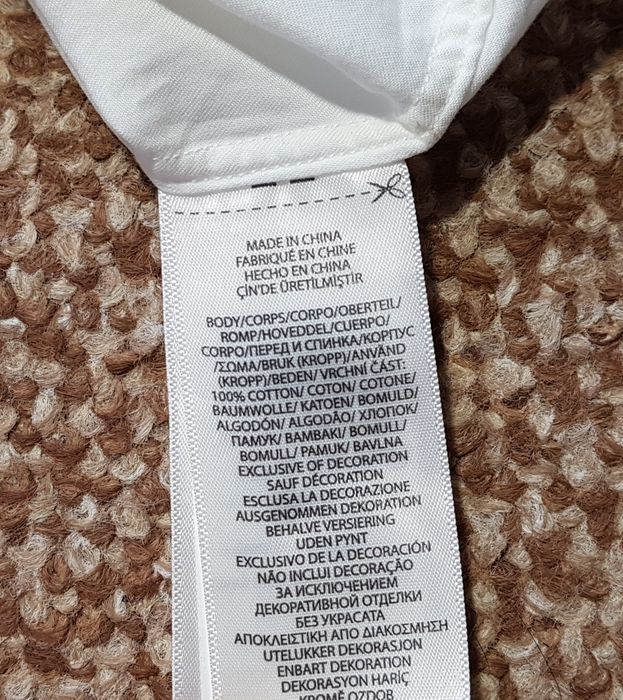 MADE IN CHINA
FABRIQUÉ EN CHINE
HECHO EN CHINA
ÇİN'DE ÜRETİLMİŞTİR
BODY/CORPS/CORPO/OBERTEIL/
ROMP/HOVEDDEL/CUERPO/
CORPO/ПЕРЕД И СПИНКА/КОРПУС
/ΣΩΜΑ/BRUK (KROPP)/ANVÄND
(KROPP)/BEDEN/ VRCHNÍ ČÁST:
100% COTTON/ COTON/ COTONE/
BAUMWOLLE/ KATOEN/ BOMULD/
ALGODÓN/ ALGODÃO/ ХЛОПОК/
ПАМУК/ BAMBAKI/ BOMULL/
BOMULL/ PAMUK/ BAVLNA
EXCLUSIVE OF DECORATION
SAUF DÉCORATION
ESCLUSA LA DECORAZIONE
AUSGENOMMEN DEKORATION
BEHALVE VERSIERING
UDEN PYNT
EXCLUSIVO DE LA DECORACIÓN
NÃO INCLUI DECORAÇÃO
ЗА ИСКЛЮЧЕНИЕМ
ДЕКОРАТИВНОЙ ОТДЕЛКИ
БЕЗ УКРАСАТА
ΑΠΟΚΛΕΙΣΤΙΚΗ ΑΠΟ ΔΙΑΚΟΣΜΗΣΗ
UTELUKKER DEKORASJON
ENBART DEKORATION
DEKORASYON HARİÇ
KROMĚ OZDOB